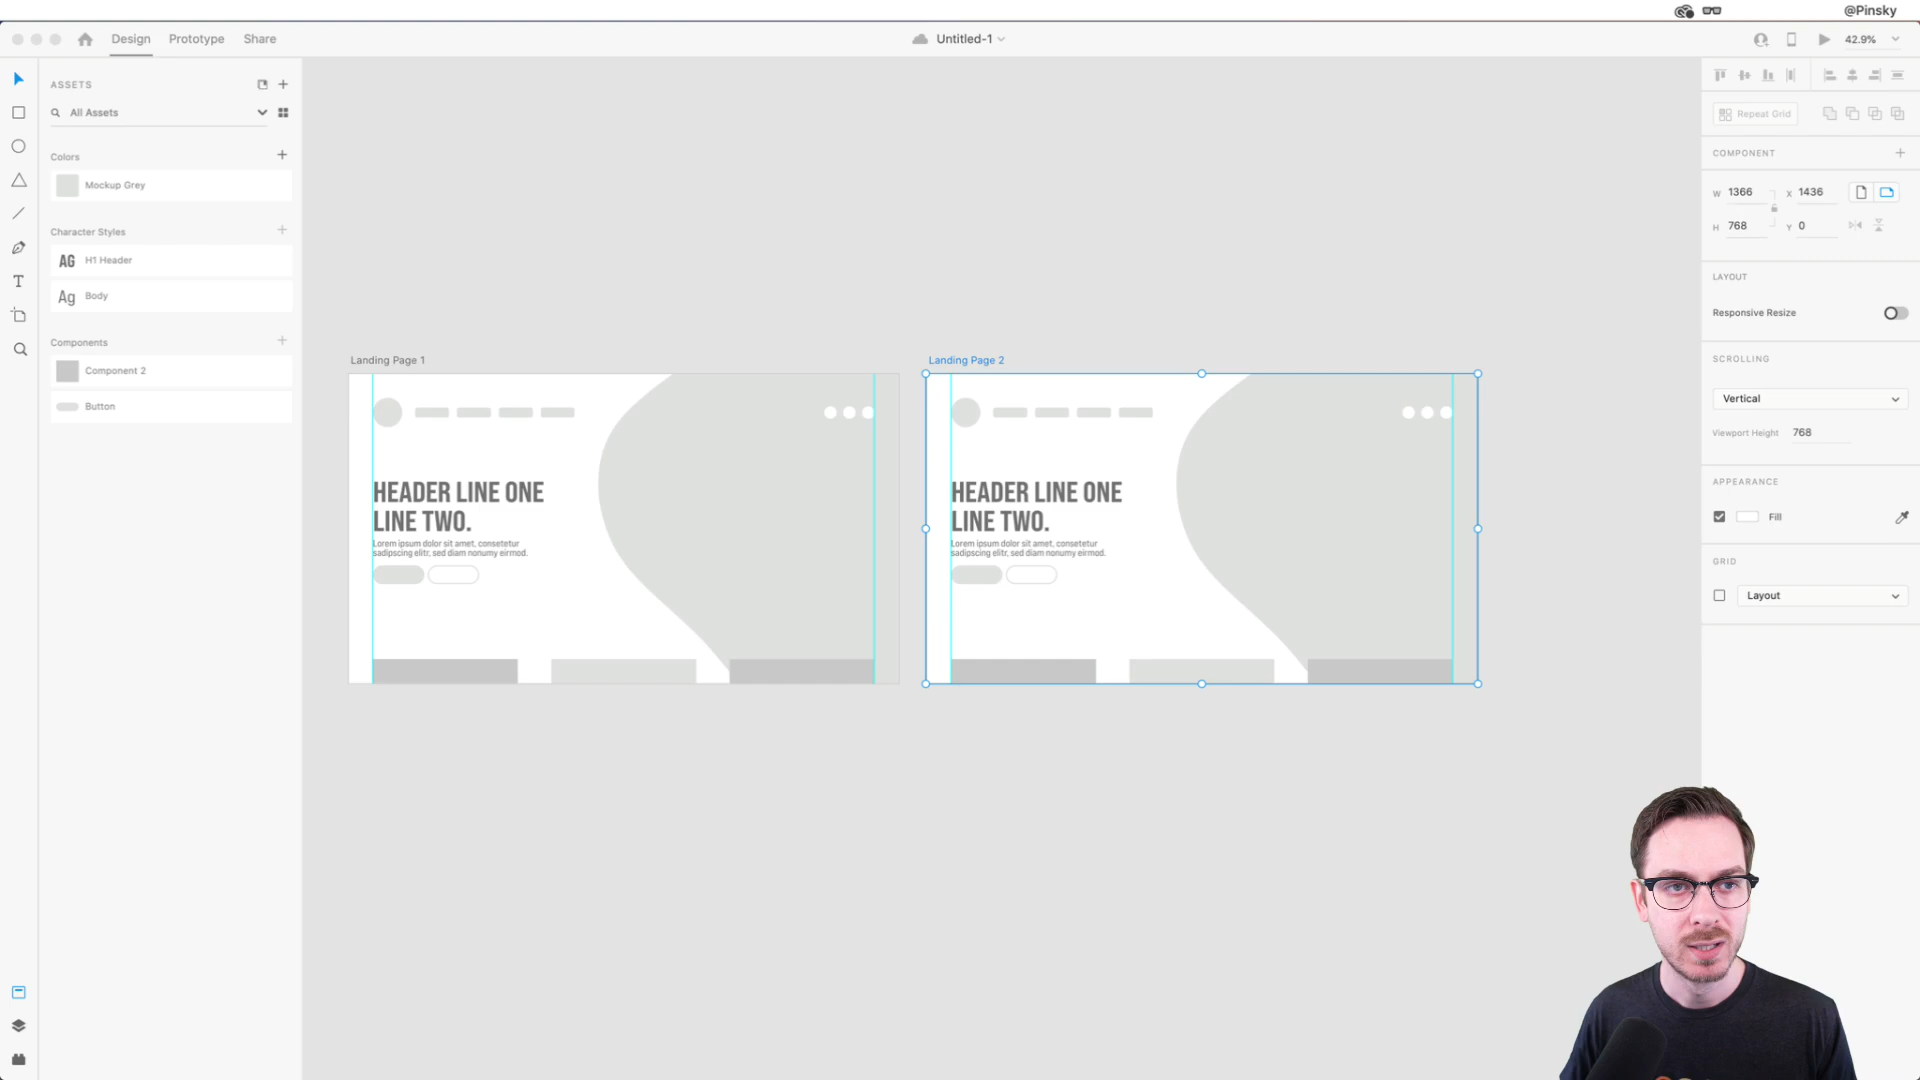 @Pinsky
Design Prototype Share
Untitled-1
42.9%
ASSETS
All Assets
Colors
Mockup Grey
Character Styles
AG H1 Header
Ag Body
Components
Component 2
Button
Landing Page 1
HEADER LINE ONE
LINE TWO.
Lorem ipsum dolor sit amet, consetetur
sadipscing elitr, sed diam nonumy eirmod.
Landing Page 2
HEADER LINE ONE
LINE TWO.
Lorem ipsum dolor sit amet, consetetur
sadipscing elitr, sed diam nonumy eirmod.
Repeat Grid
COMPONENT
W 1366 X 1436
H 768 Y 0
LAYOUT
Responsive Resize
SCROLLING
Vertical
Viewport Height 768
APPEARANCE
Fill
GRID
Layout